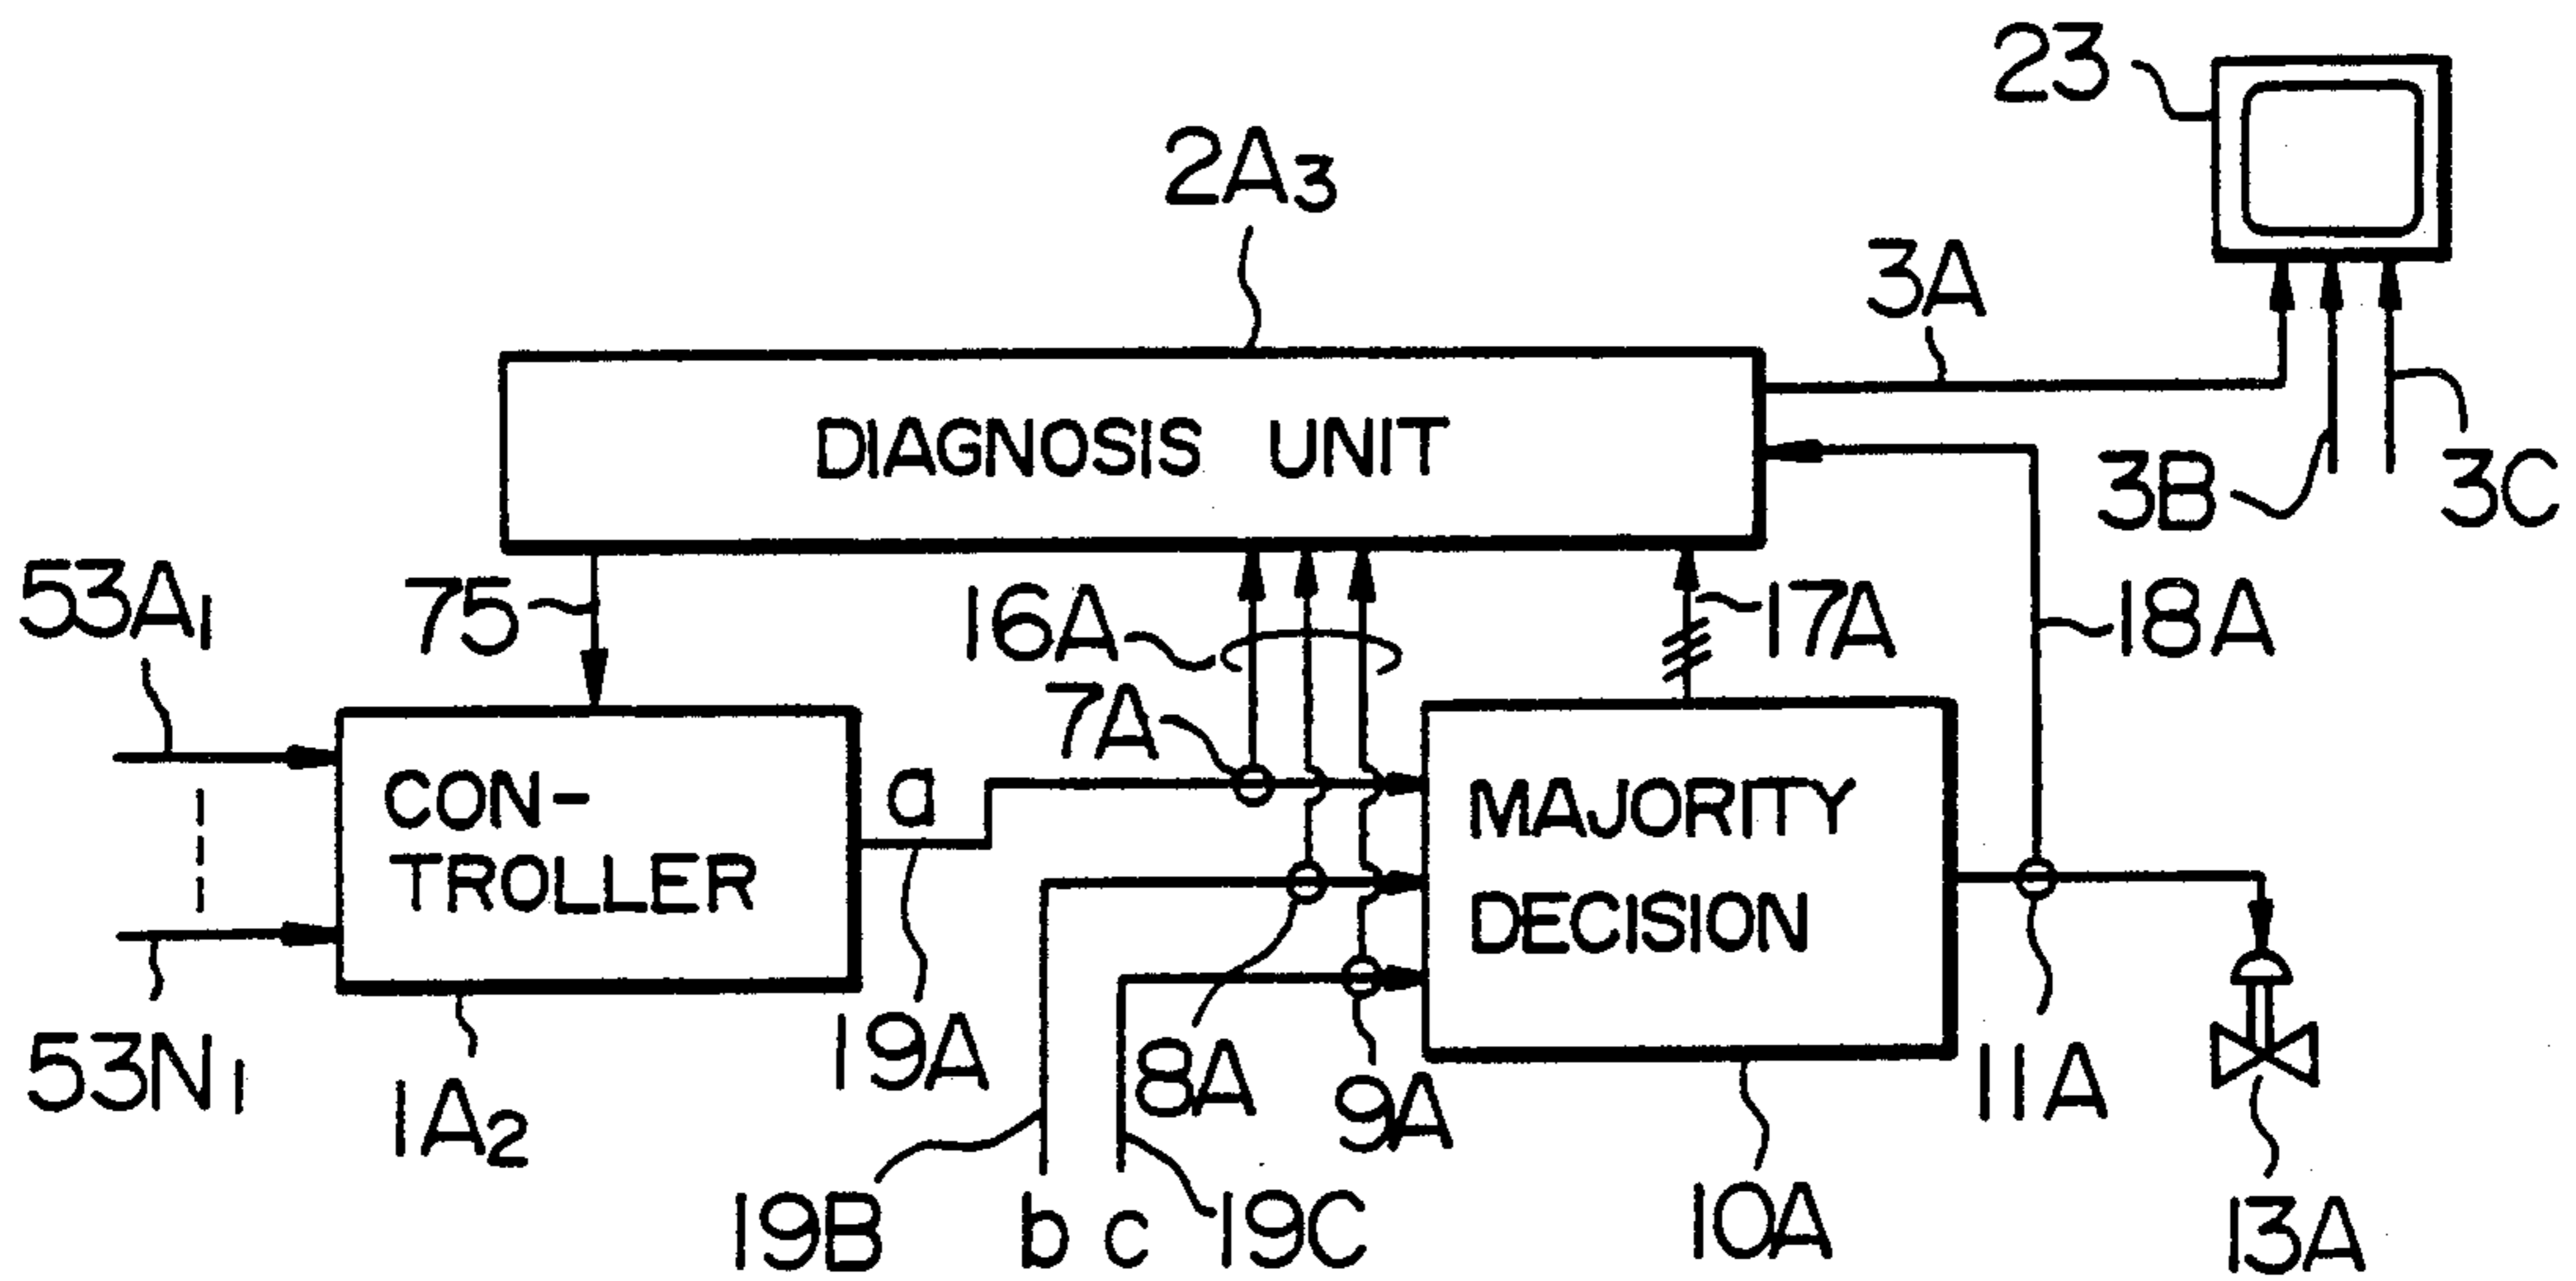 23
2A3
3A
DIAGNOSIS UNIT
3B
3C
53A1
75
16A
17A
18A
7A
CON-
TROLLER
a
MAJORITY
DECISION
53N1
1A2
19A
8A
9A
11A
19B
b
c
19C
10A
13A